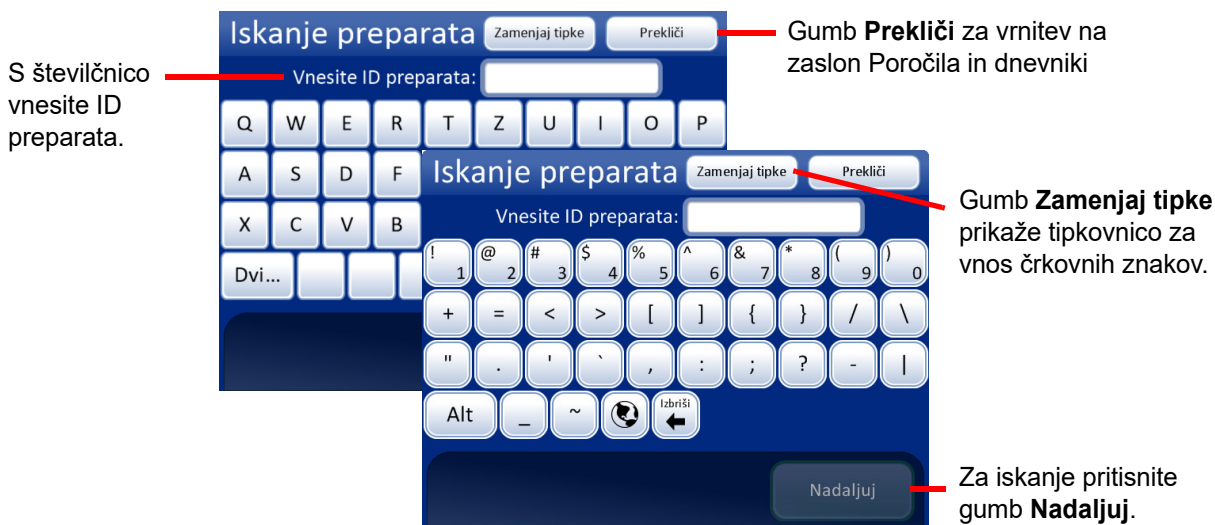 Iskanje preparata Zamenjaj tipke Prekliči
Vnesite ID preparata:
Q W E R T Z U I O P
A S D F
X C V B
Dvi...
S številčnico
vnesite ID
preparata.
Gumb Prekliči za vrnitev na
zaslon Poročila in dnevniki
Iskanje preparata Zamenjaj tipke Prekliči
Vnesite ID preparata:
! 1 @ 2 # 3 $ 4 % 5 ^ 6 & 7 * 8 ( 9 ) 0
+ = < > [ ] { } / \
" . ' ` , : ; ? - |
Alt _ ~ Izbriši
Nadaljuj
Gumb Zamenjaj tipke
prikaže tipkovnico za
vnos črkovnih znakov.
Za iskanje pritisnite
gumb Nadaljuj.